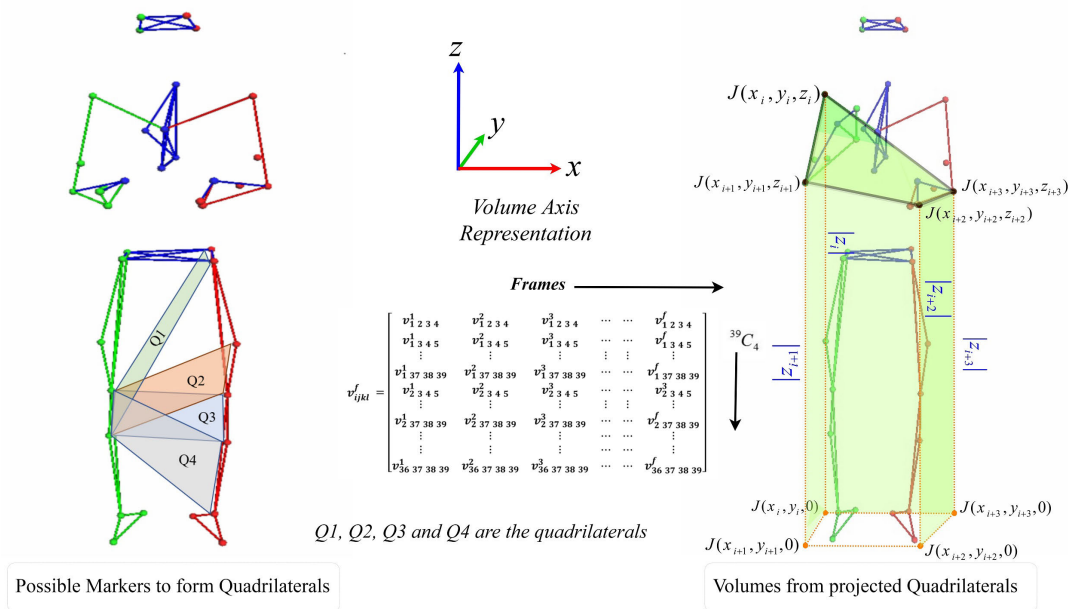 z
y
x
Volume Axis
Representation
Frames
v^f_{ijkl} =
v^1_{1 2 3 4} v^2_{1 2 3 4} v^3_{1 2 3 4} ⋯ ⋯ v^f_{1 2 3 4}
v^1_{1 3 4 5} v^2_{1 3 4 5} v^3_{1 3 4 5} ⋯ ⋯ v^f_{1 3 4 5}
⋮ ⋮ ⋮ ⋯ ⋯ ⋮
v^1_{1 37 38 39} v^2_{1 37 38 39} v^3_{1 37 38 39} ⋯ ⋯ v^f_{1 37 38 39}
v^1_{2 3 4 5} v^2_{2 3 4 5} v^3_{2 3 4 5} ⋯ ⋯ v^3_{2 3 4 5}
⋮ ⋮ ⋮ ⋯ ⋯ ⋮
v^1_{2 37 38 39} v^2_{2 37 38 39} v^3_{2 37 38 39} ⋯ ⋯ v^f_{2 37 38 39}
⋮ ⋮ ⋮ ⋯ ⋯ ⋮
v^1_{36 37 38 39} v^2_{36 37 38 39} v^3_{36 37 38 39} ⋯ ⋯ v^f_{36 37 38 39}
^{39}C_4
Q1
Q2
Q3
Q4
Q1, Q2, Q3 and Q4 are the quadrilaterals
Possible Markers to form Quadrilaterals
J(x_i, y_i, z_i)
J(x_{i+1}, y_{i+1}, z_{i+1})
J(x_{i+3}, y_{i+3}, z_{i+3})
J(x_{i+2}, y_{i+2}, z_{i+2})
|z_i|
|z_{i+2}|
|z_{i+1}|
|z_{i+3}|
J(x_i, y_i, 0)
J(x_{i+3}, y_{i+3}, 0)
J(x_{i+1}, y_{i+1}, 0)
J(x_{i+2}, y_{i+2}, 0)
Volumes from projected Quadrilaterals